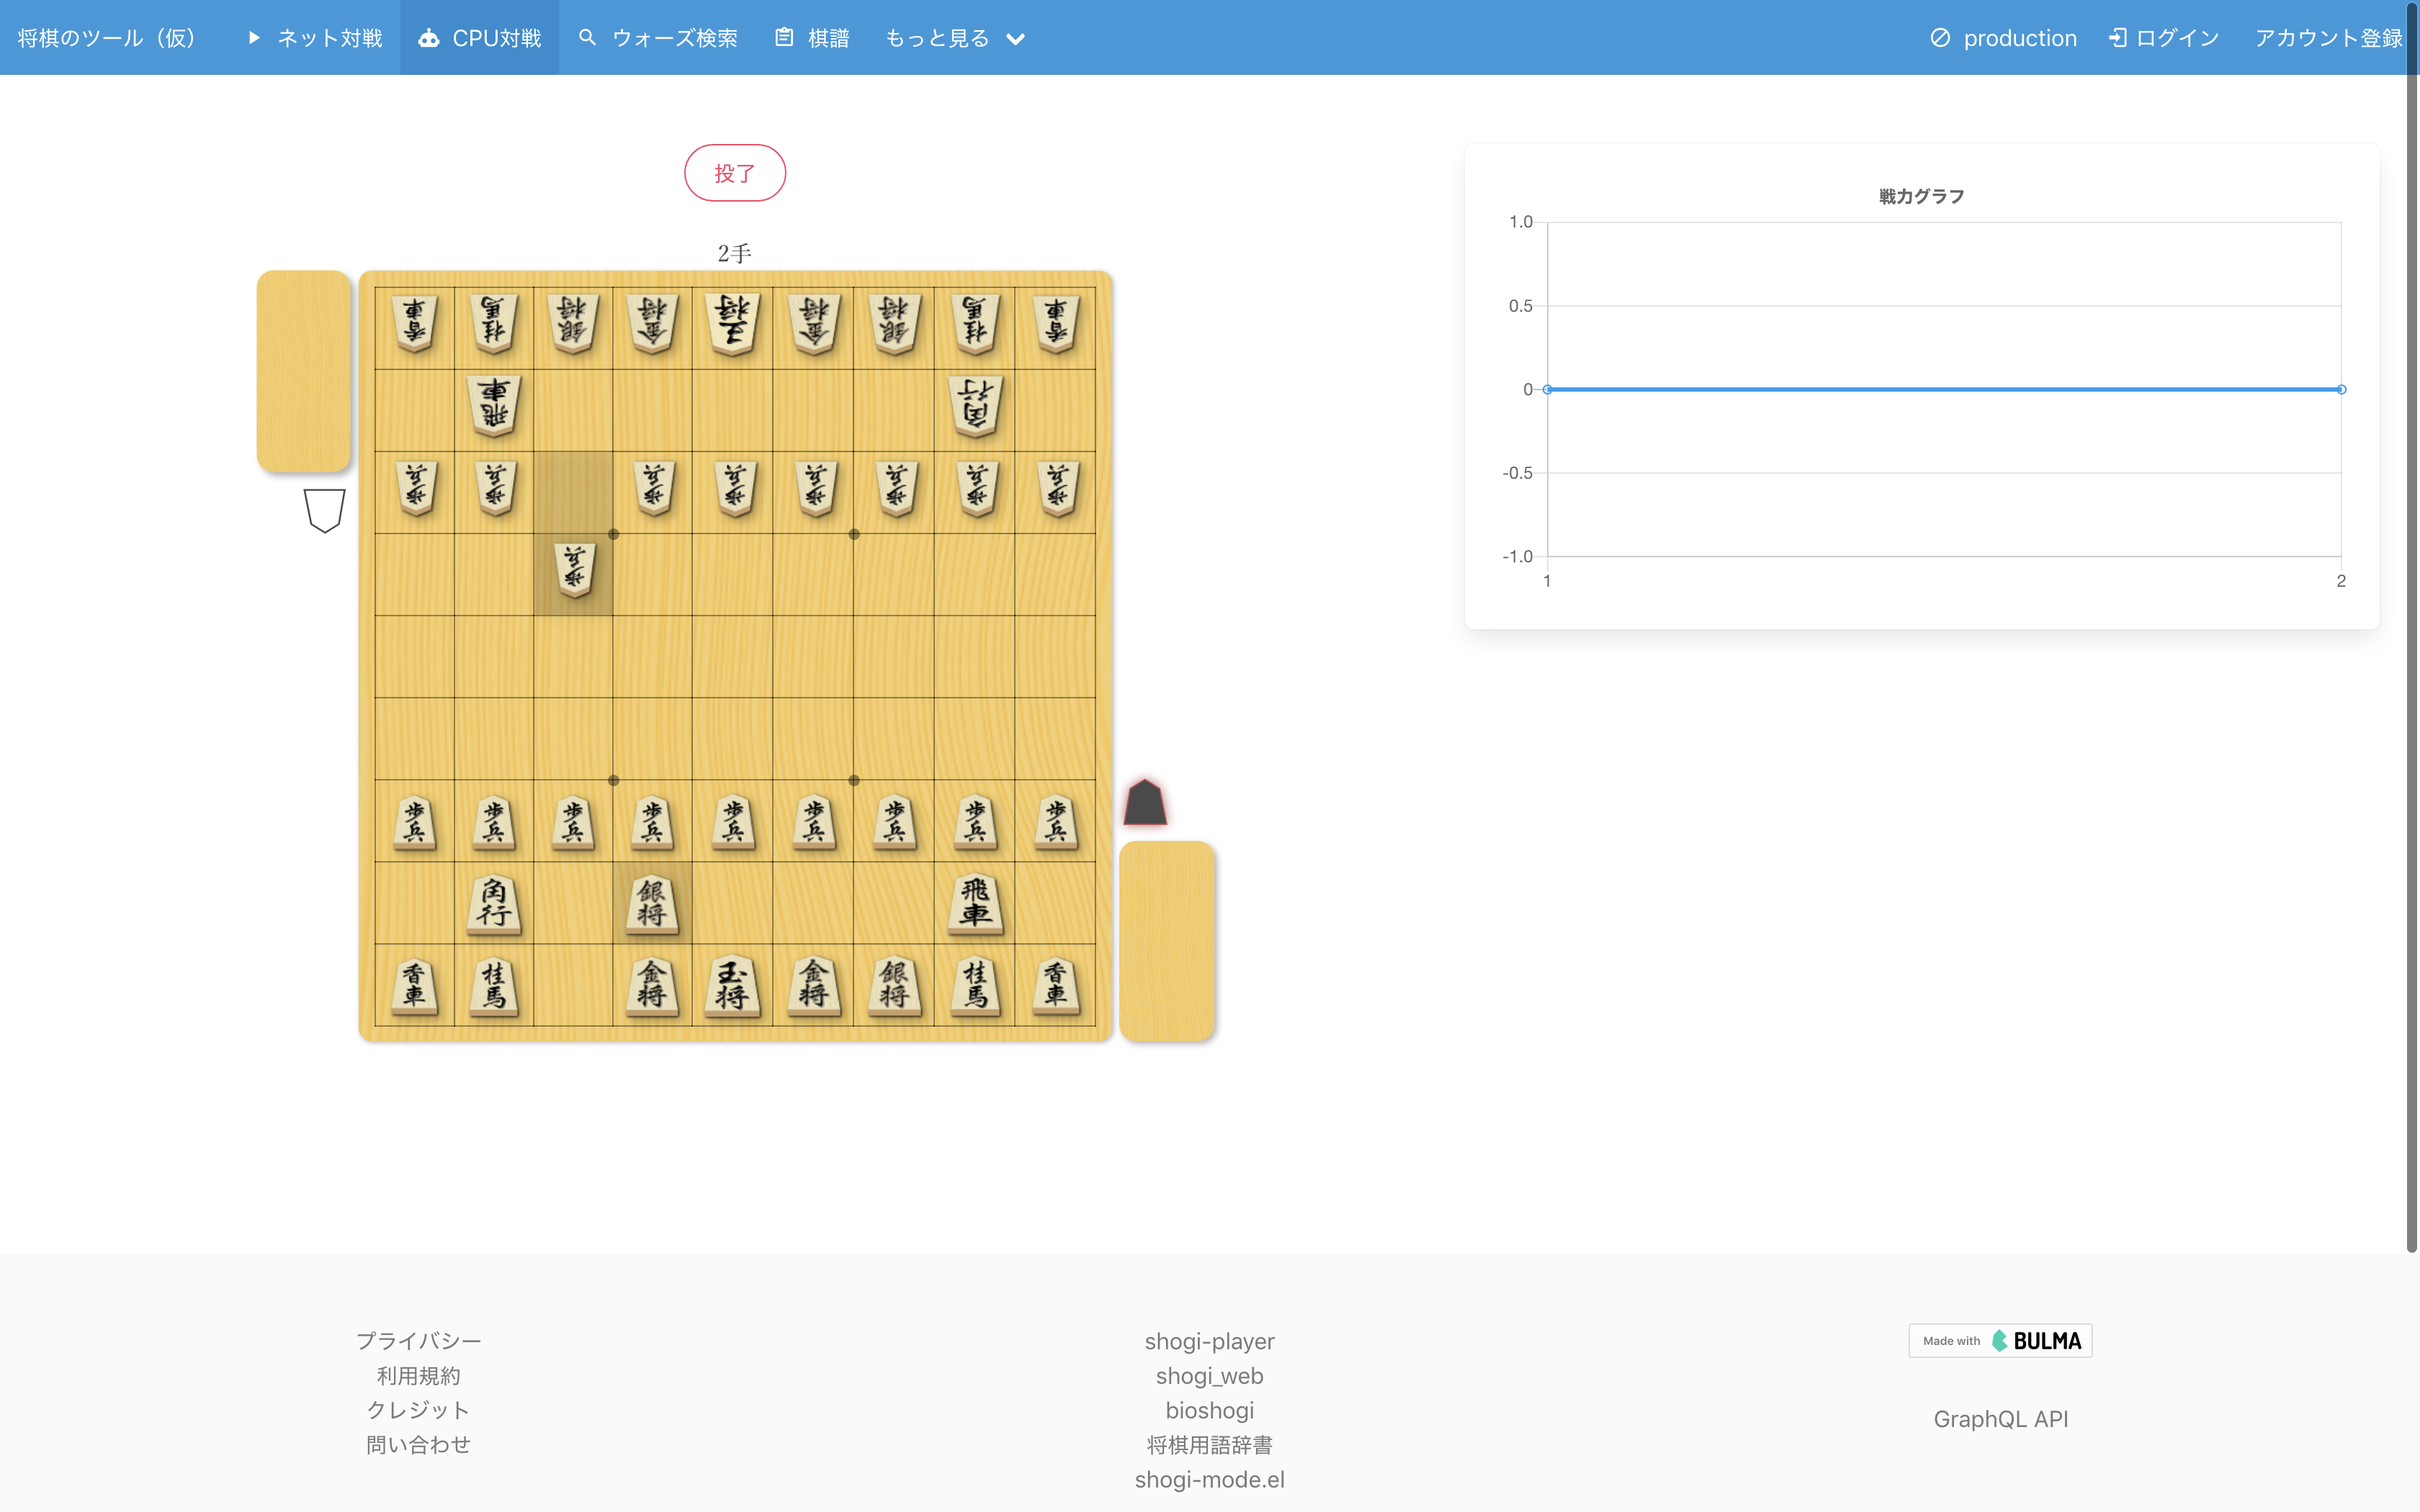 将棋のツール（仮） ネット対戦 CPU対戦 ウォーズ検索 棋譜 もっと見る production ログイン アカウント登録
投了
2手
香車 桂馬 銀将 金将 王将 金将 銀将 桂馬 香車
飛車 角行
歩兵 歩兵 歩兵 歩兵 歩兵 歩兵 歩兵 歩兵
歩兵
歩兵 歩兵 歩兵 歩兵 歩兵 歩兵 歩兵 歩兵 歩兵
角行 銀将 飛車
香車 桂馬 金将 玉将 金将 銀将 桂馬 香車
戦力グラフ
1.0
0.5
0
-0.5
-1.0
1 2
プライバシー
利用規約
クレジット
問い合わせ
shogi-player
shogi_web
bioshogi
将棋用語辞書
shogi-mode.el
Made with BULMA
GraphQL API